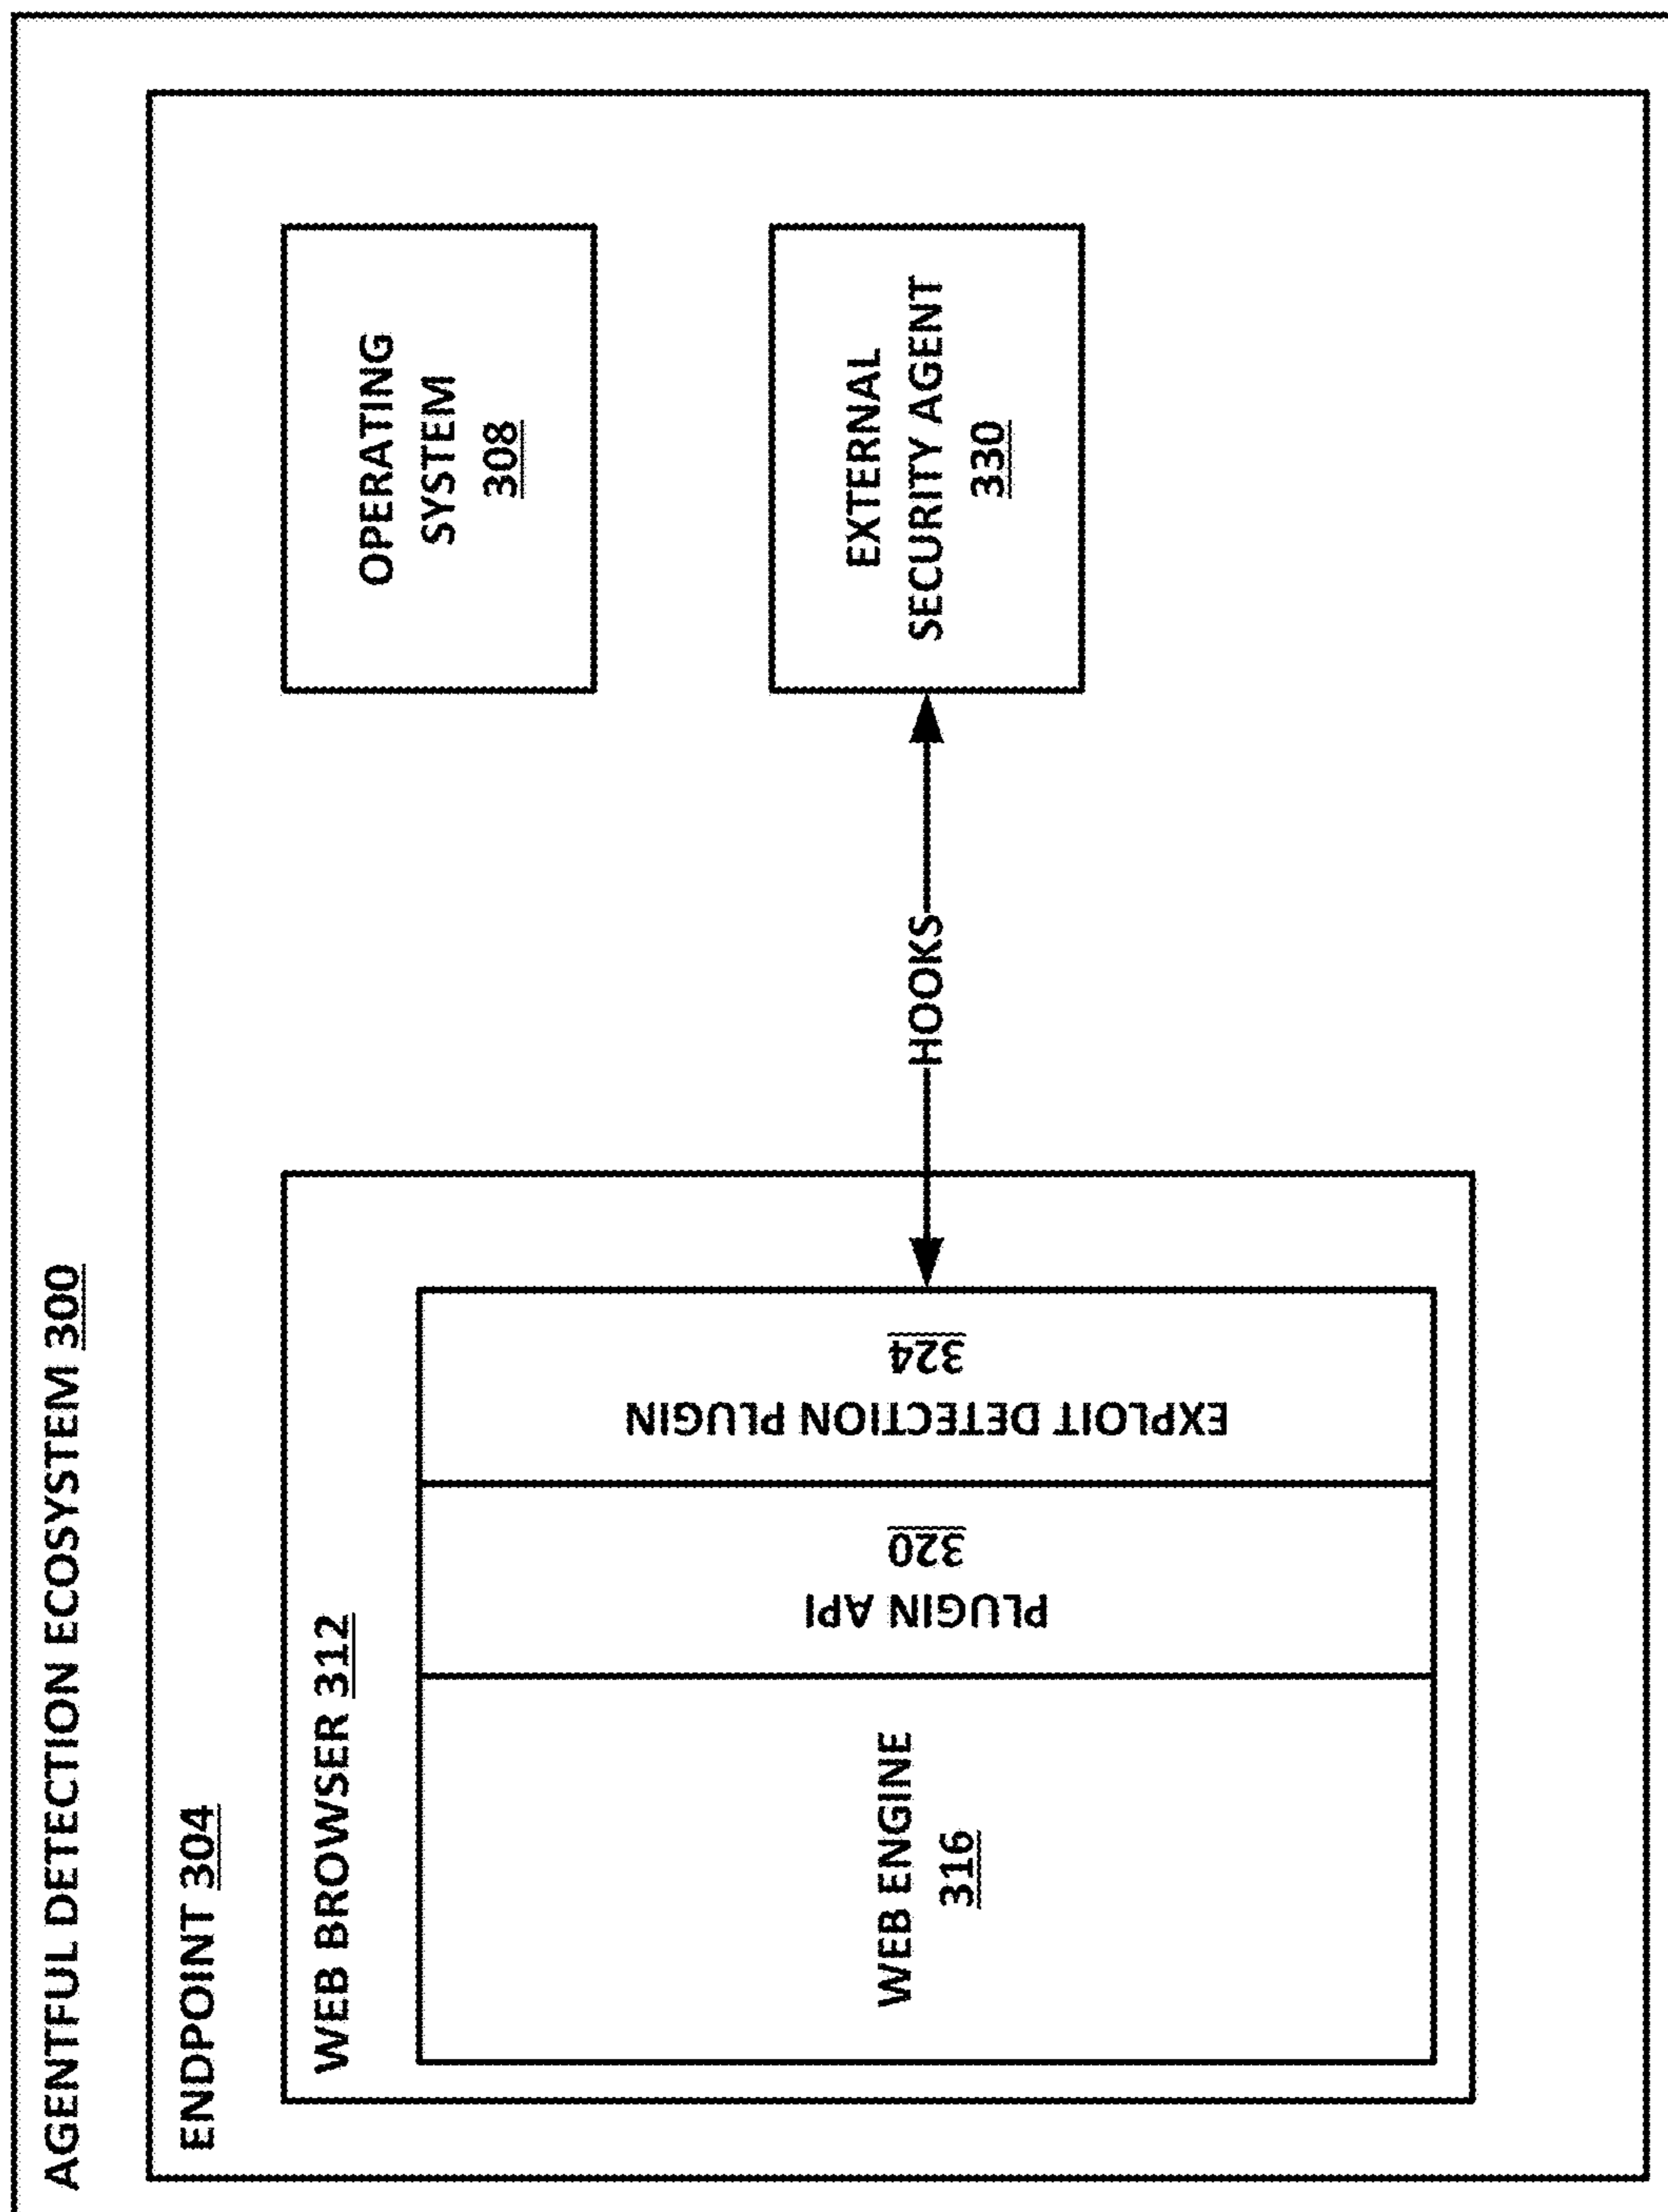 AGENTFUL DETECTION ECOSYSTEM 300
ENDPOINT 304
WEB BROWSER 312
WEB ENGINE
316
PLUGIN API
320
EXPLOIT DETECTION PLUGIN
324
HOOKS
OPERATING
SYSTEM
308
EXTERNAL
SECURITY AGENT
330